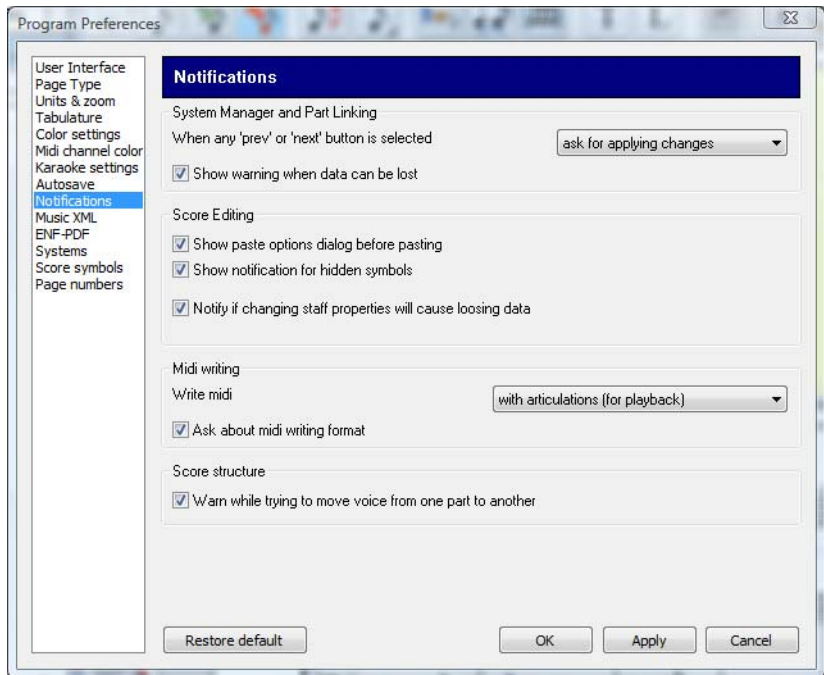 Program Preferences
User Interface
Page Type
Units & zoom
Tabulature
Color settings
Midi channel color
Karaoke settings
Autosave
Notifications
Music XML
ENF-PDF
Systems
Score symbols
Page numbers
Notifications
System Manager and Part Linking
When any 'prev' or 'next' button is selected
ask for applying changes
Show warning when data can be lost
Score Editing
Show paste options dialog before pasting
Show notification for hidden symbols
Notify if changing staff properties will cause loosing data
Midi writing
Write midi
with articulations (for playback)
Ask about midi writing format
Score structure
Warn while trying to move voice from one part to another
Restore default
OK
Apply
Cancel